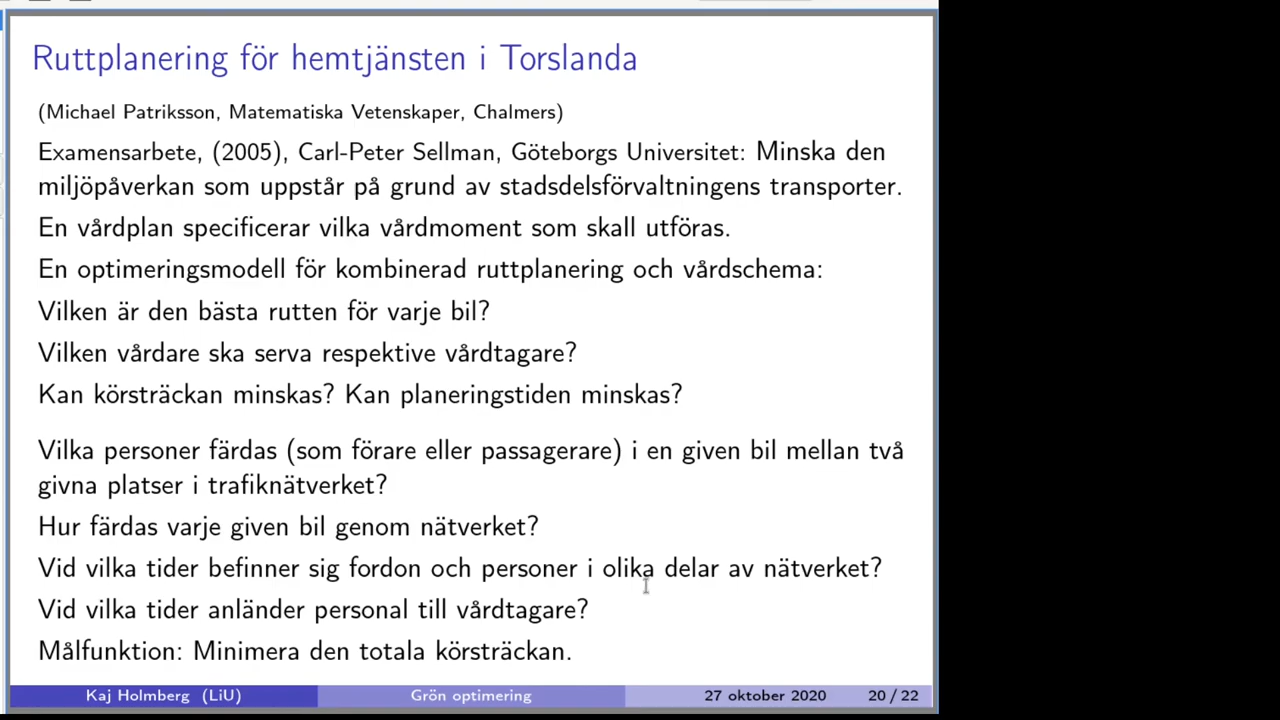 Ruttplanering för hemtjänsten i Torslanda
(Michael Patriksson, Matematiska Vetenskaper, Chalmers)
Examensarbete, (2005), Carl-Peter Sellman, Göteborgs Universitet: Minska den
miljöpåverkan som uppstår på grund av stadsdelsförvaltningens transporter.
En vårdplan specificerar vilka vårdmoment som skall utföras.
En optimeringsmodell för kombinerad ruttplanering och vårdschema:
Vilken är den bästa rutten för varje bil?
Vilken vårdare ska serva respektive vårdtagare?
Kan körsträckan minskas? Kan planeringstiden minskas?
Vilka personer färdas (som förare eller passagerare) i en given bil mellan två
givna platser i trafiknätverket?
Hur färdas varje given bil genom nätverket?
Vid vilka tider befinner sig fordon och personer i olika delar av nätverket?
Vid vilka tider anländer personal till vårdtagare?
Målfunktion: Minimera den totala körsträckan.
Kaj Holmberg (LiU) Grön optimering 27 oktober 2020 20 / 22